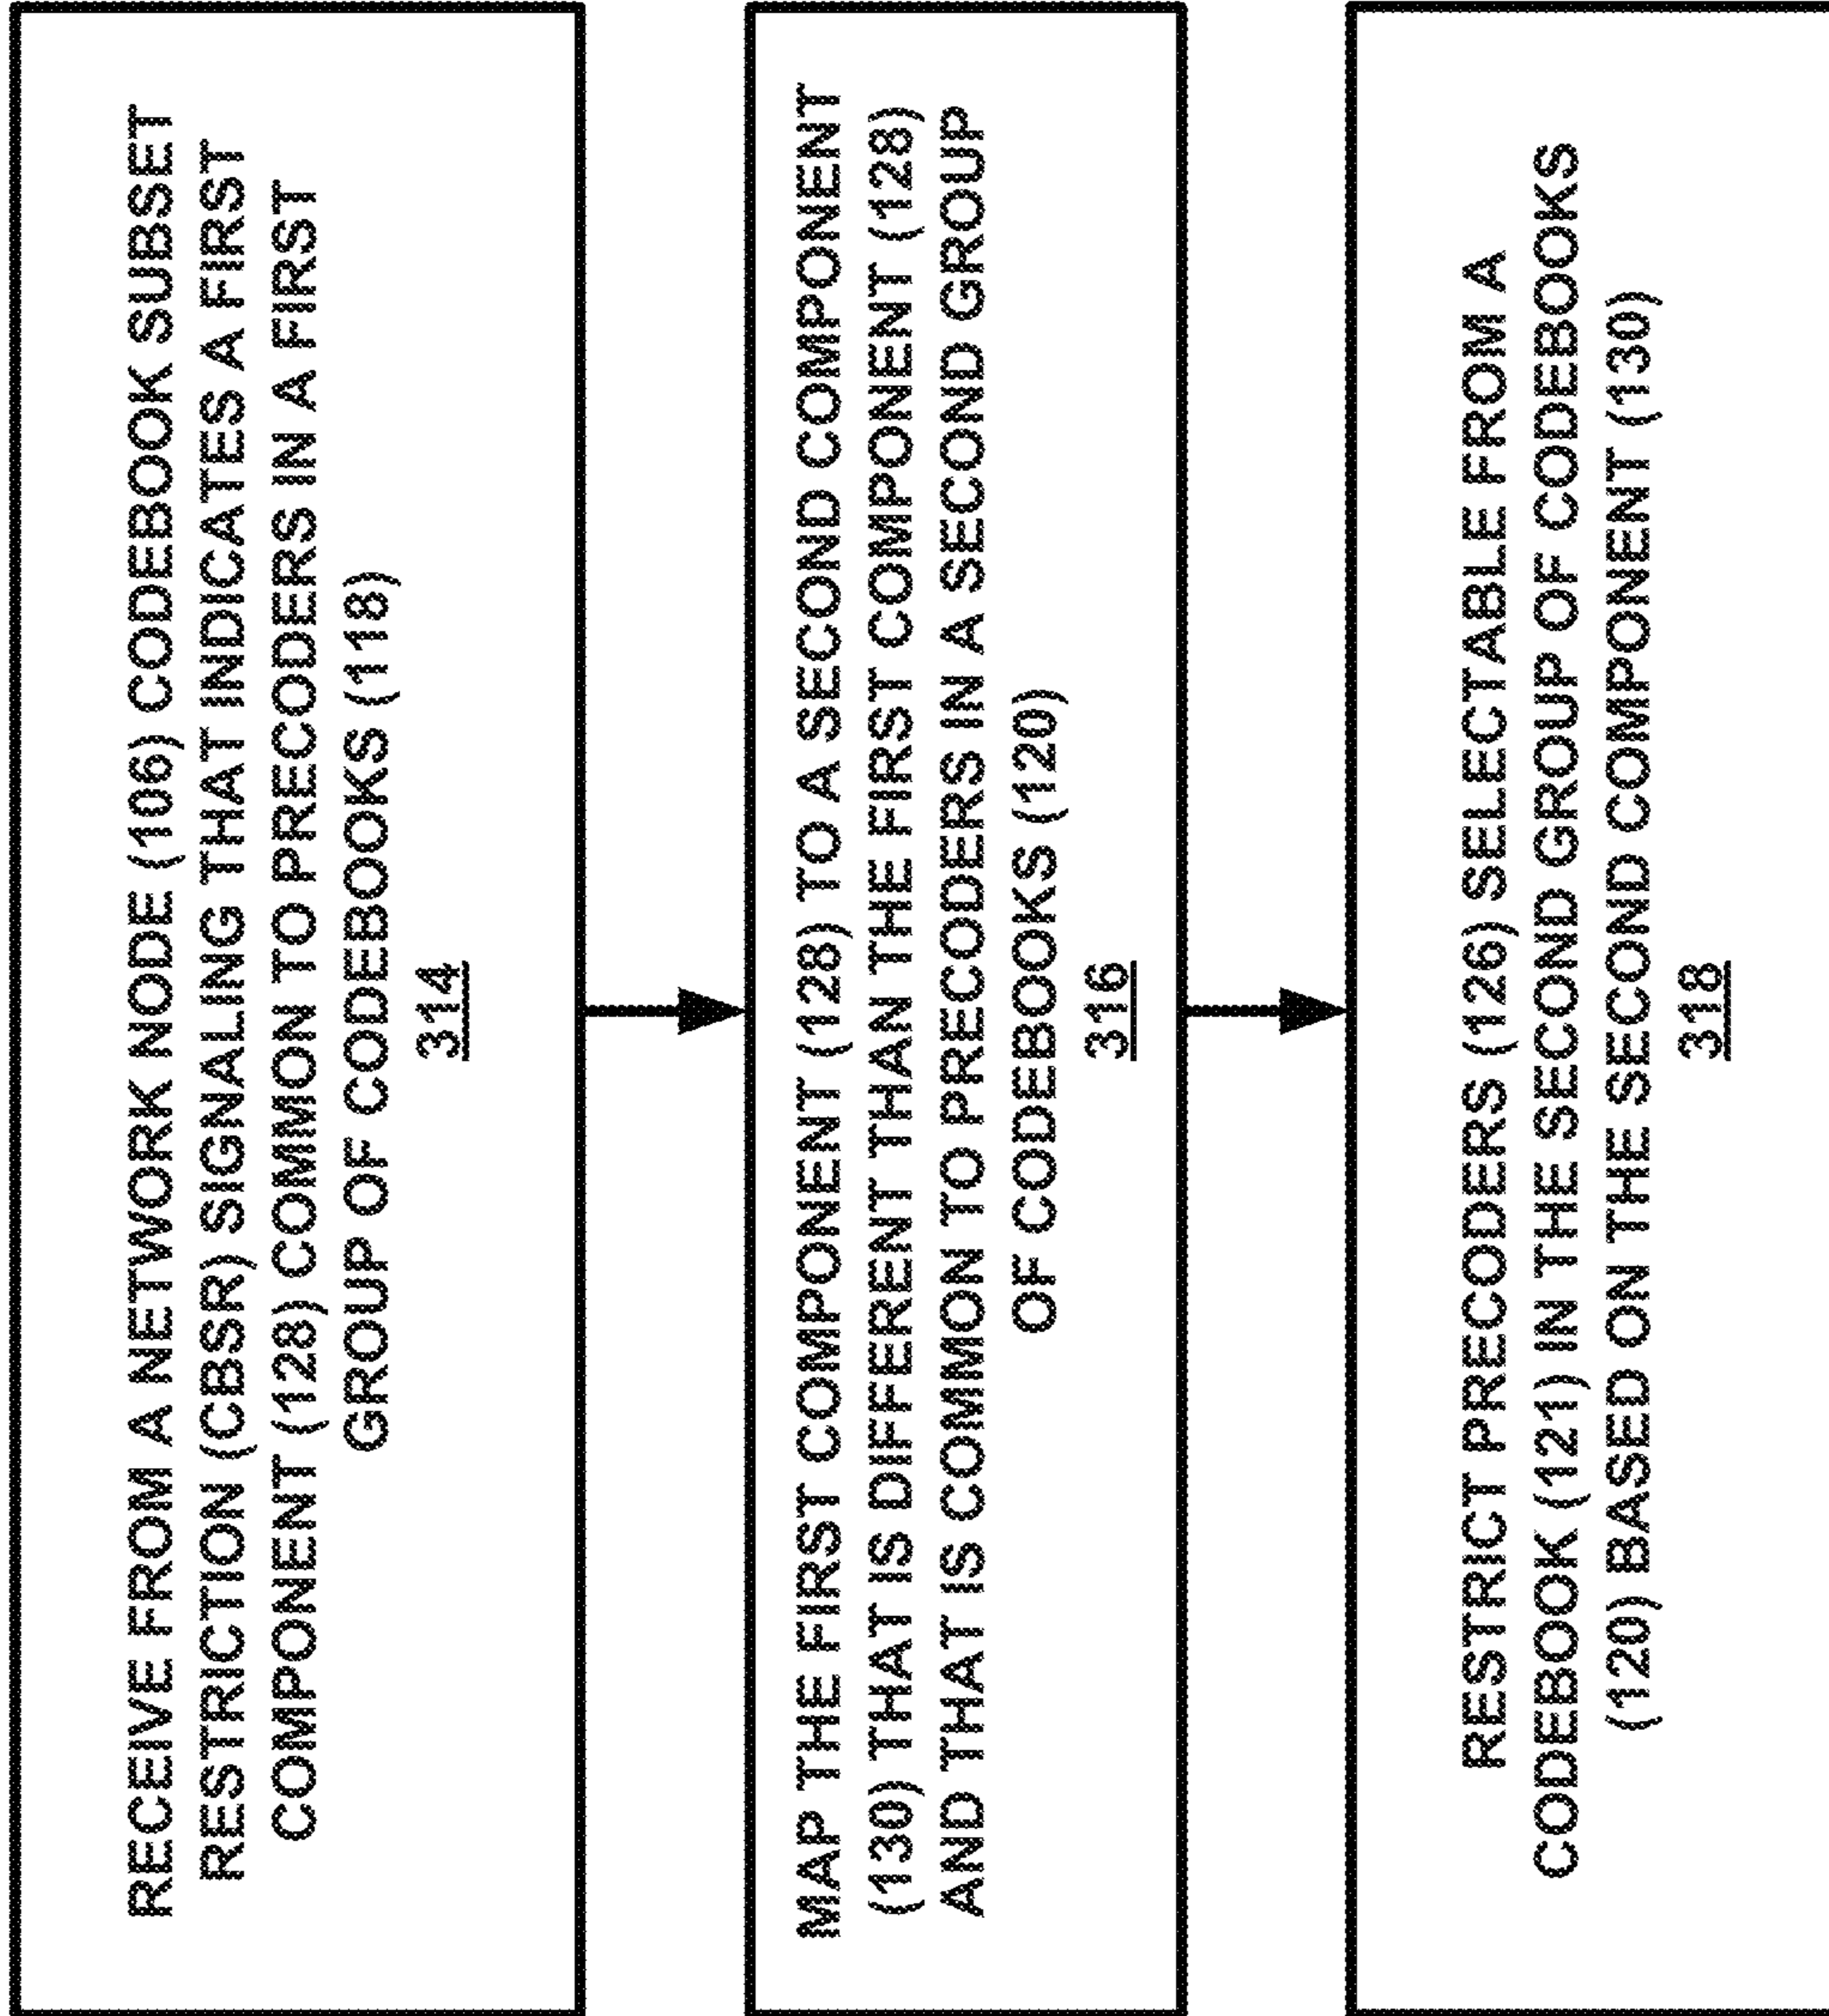 RECEIVE FROM A NETWORK NODE (106) CODEBOOK SUBSET
RESTRICTION (CBSR) SIGNALING THAT INDICATES A FIRST
COMPONENT (128) COMMON TO PRECODERS IN A FIRST
GROUP OF CODEBOOKS (118)
314
MAP THE FIRST COMPONENT (128) TO A SECOND COMPONENT
(130) THAT IS DIFFERENT THAN THE FIRST COMPONENT (128)
AND THAT IS COMMON TO PRECODERS IN A SECOND GROUP
OF CODEBOOKS (120)
316
RESTRICT PRECODERS (126) SELECTABLE FROM A
CODEBOOK (121) IN THE SECOND GROUP OF CODEBOOKS
(120) BASED ON THE SECOND COMPONENT (130)
318